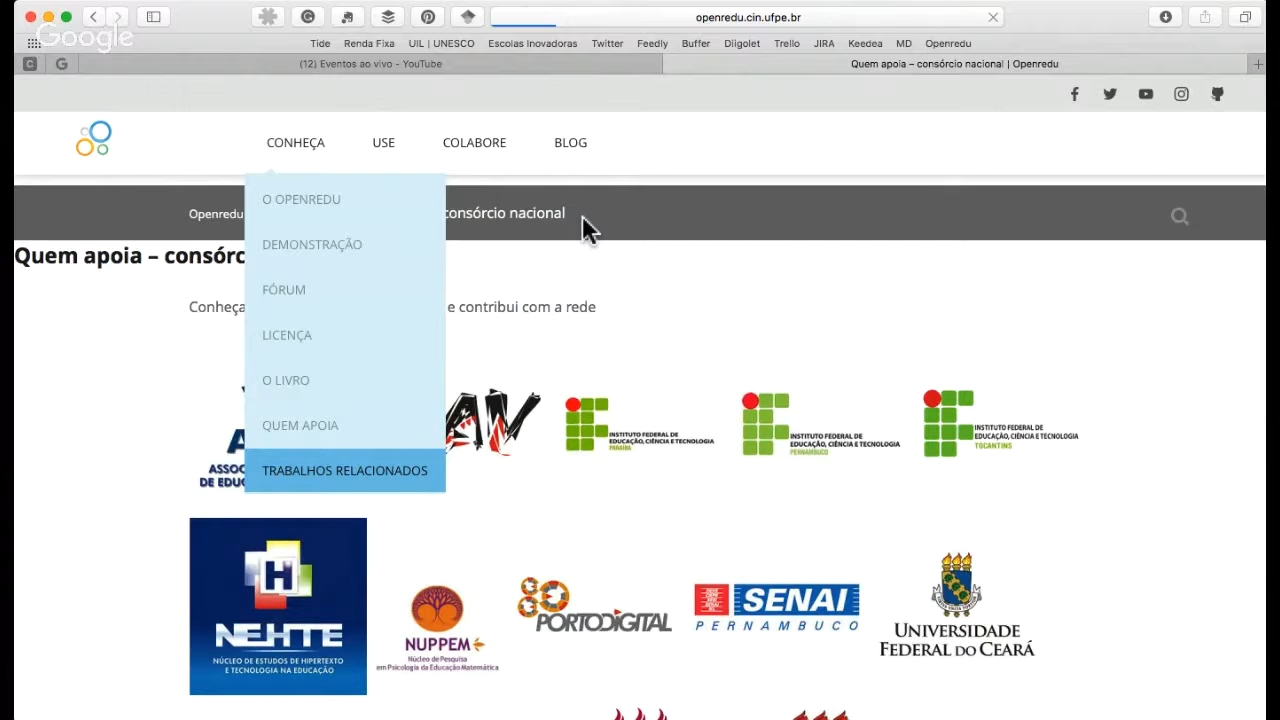 openredu.cin.ufpe.br
Google
Tide Renda Fixa UIL | UNESCO Escolas Inovadoras Twitter Feedly Buffer Diigolet Trello JIRA Keedea MD Openredu
(12) Eventos ao vivo - YouTube
Quem apoia – consórcio nacional | Openredu
CONHEÇA USE COLABORE BLOG
O OPENREDU
Openredu consórcio nacional
DEMONSTRAÇÃO
Quem apoia – consórc
FÓRUM
Conheça e contribui com a rede
LICENÇA
O LIVRO
QUEM APOIA
TRABALHOS RELACIONADOS
ASSOC
DE EDUC
INSTITUTO FEDERAL DE
EDUCAÇÃO, CIÊNCIA E TECNOLOGIA
PARAÍBA
INSTITUTO FEDERAL DE
EDUCAÇÃO, CIÊNCIA E TECNOLOGIA
PERNAMBUCO
INSTITUTO FEDERAL DE
EDUCAÇÃO, CIÊNCIA E TECNOLOGIA
TOCANTINS
H
NEHTE
NÚCLEO DE ESTUDOS DE HIPERTEXTO
E TECNOLOGIA NA EDUCAÇÃO
NUPPEM
Núcleo de Pesquisa
em Psicologia da Educação Matemática
PORTODIGITAL
SENAI
PERNAMBUCO
UNIVERSIDADE
FEDERAL DO CEARÁ